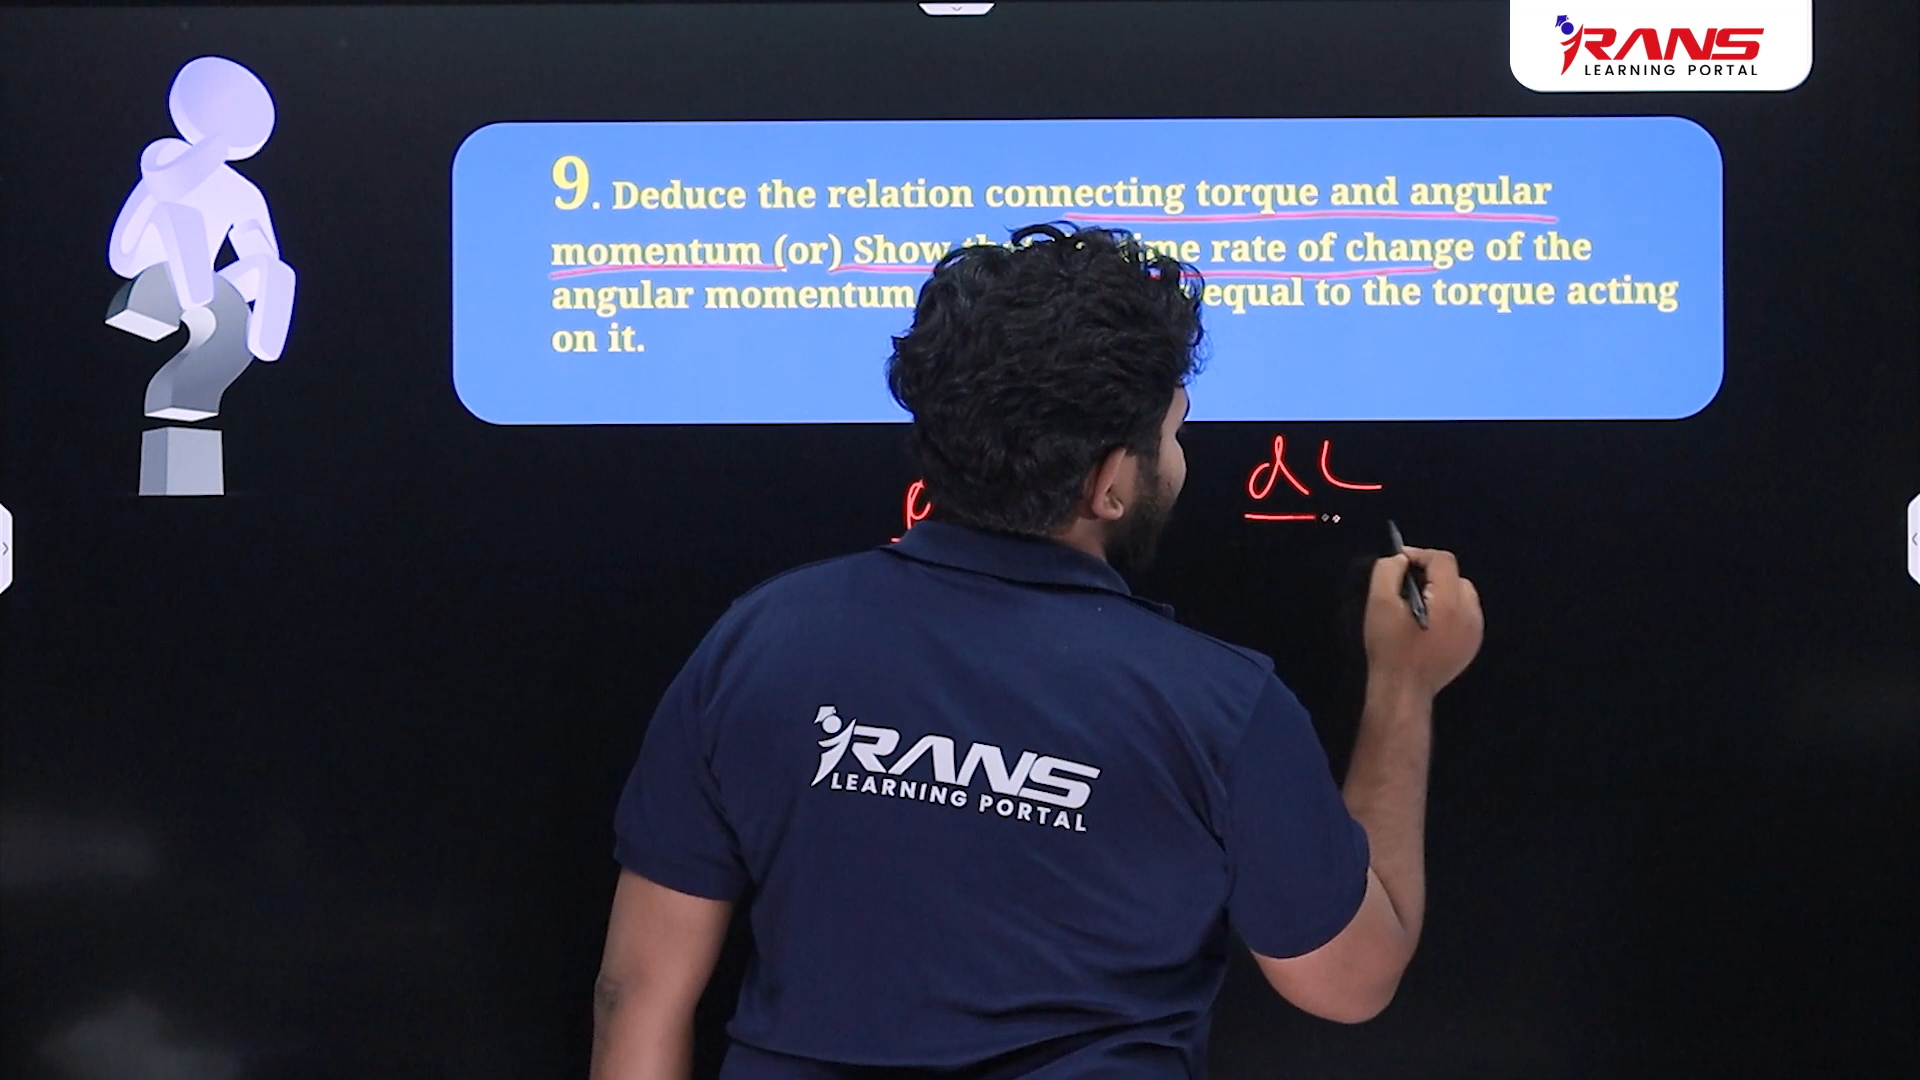 RANS
LEARNING PORTAL
9. Deduce the relation connecting torque and angular
momentum (or) Show time rate of change of the
angular momentum equal to the torque acting
on it.
dL
RANS
LEARNING PORTAL